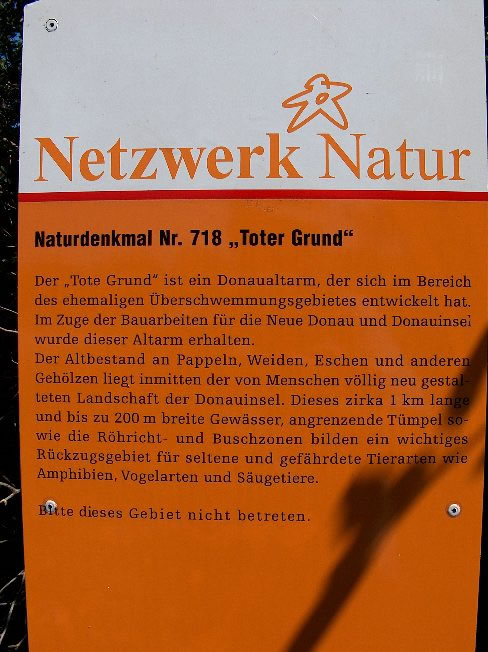 Netzwerk Natur
Naturdenkmal Nr. 718 „Toter Grund“
Der „Tote Grund“ ist ein Donaualtarm, der sich im Bereich
des ehemaligen Überschwemmungsgebietes entwickelt hat.
Im Zuge der Bauarbeiten für die Neue Donau und Donauinsel
wurde dieser Altarm erhalten.
Der Altbestand an Pappeln, Weiden, Eschen und anderen
Gehölzen liegt inmitten der von Menschen völlig neu gestal-
teten Landschaft der Donauinsel. Dieses zirka 1 km lange
und bis zu 200 m breite Gewässer, angrenzende Tümpel so-
wie die Röhricht- und Buschzonen bilden ein wichtiges
Rückzugsgebiet für seltene und gefährdete Tierarten wie
Amphibien, Vogelarten und Säugetiere.
Bitte dieses Gebiet nicht betreten.